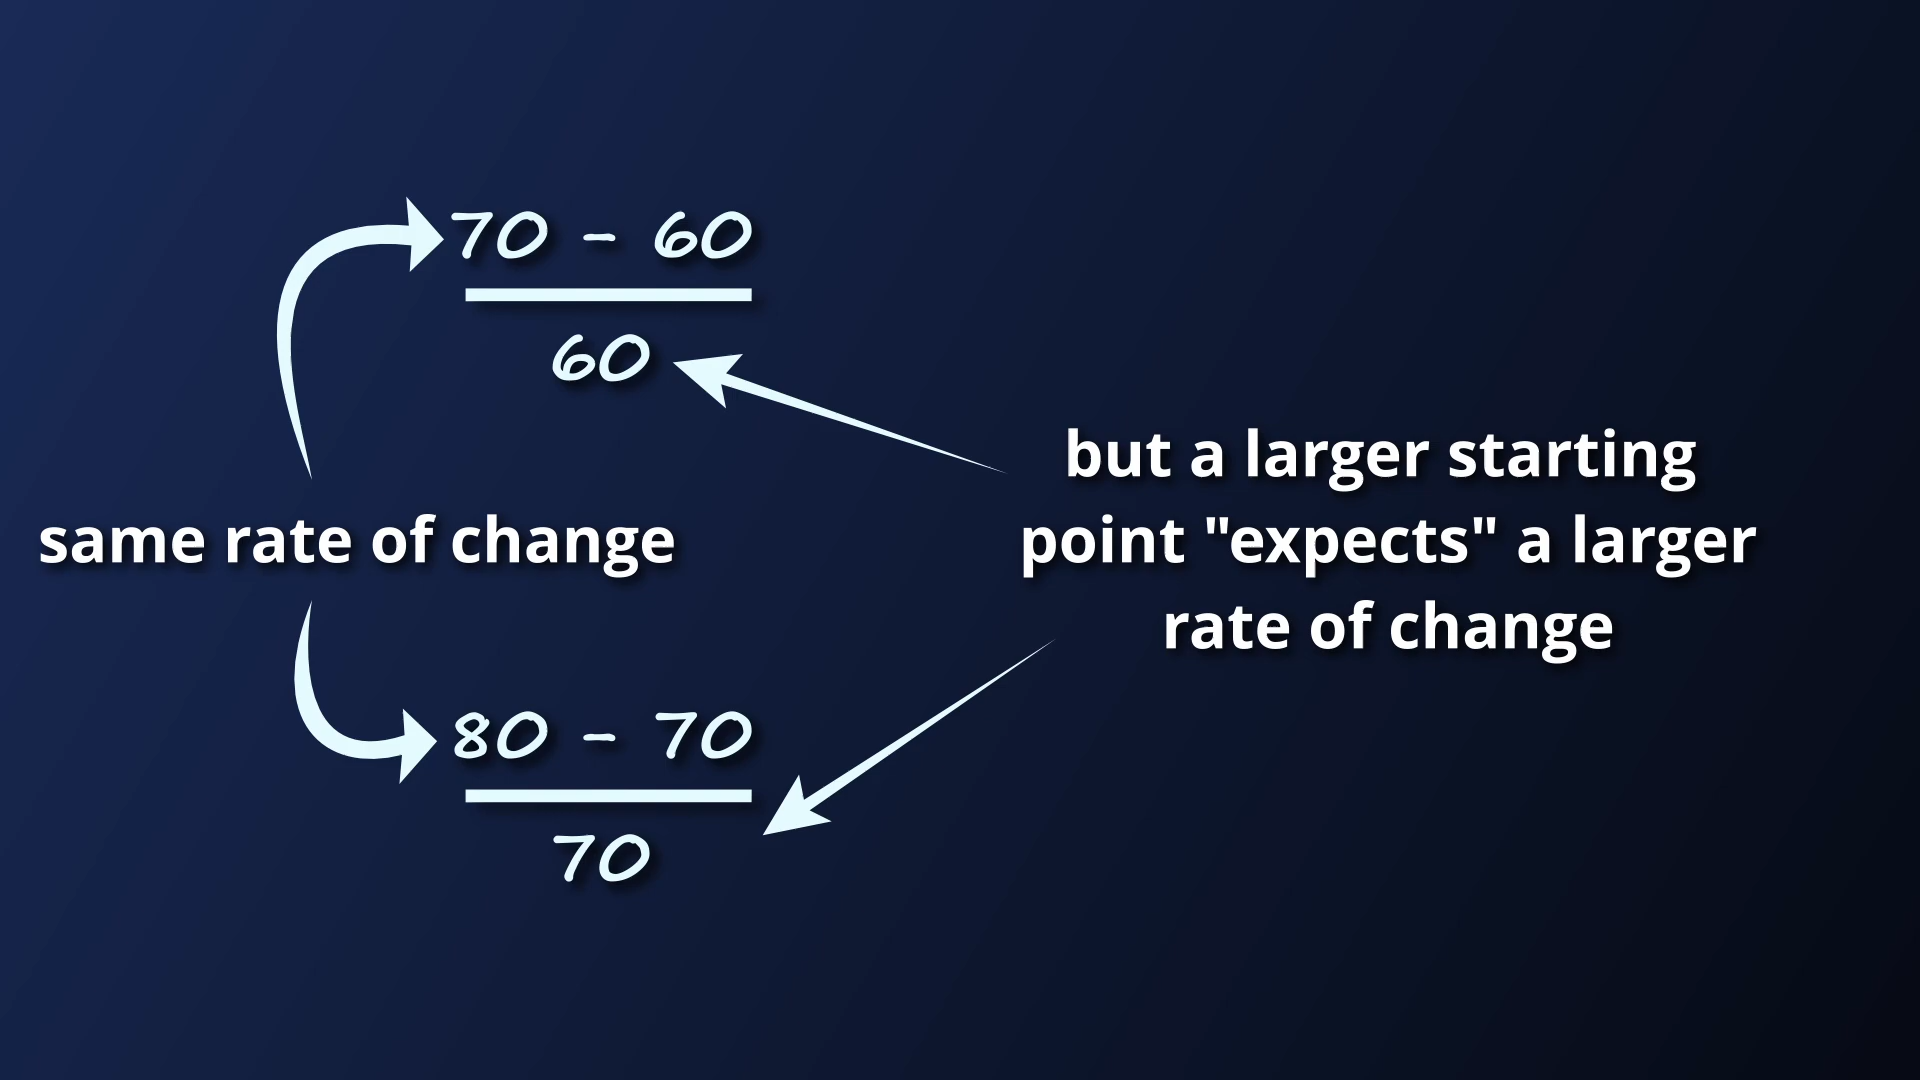 70 - 60
60
same rate of change
but a larger starting
point "expects" a larger
rate of change
80 - 70
70